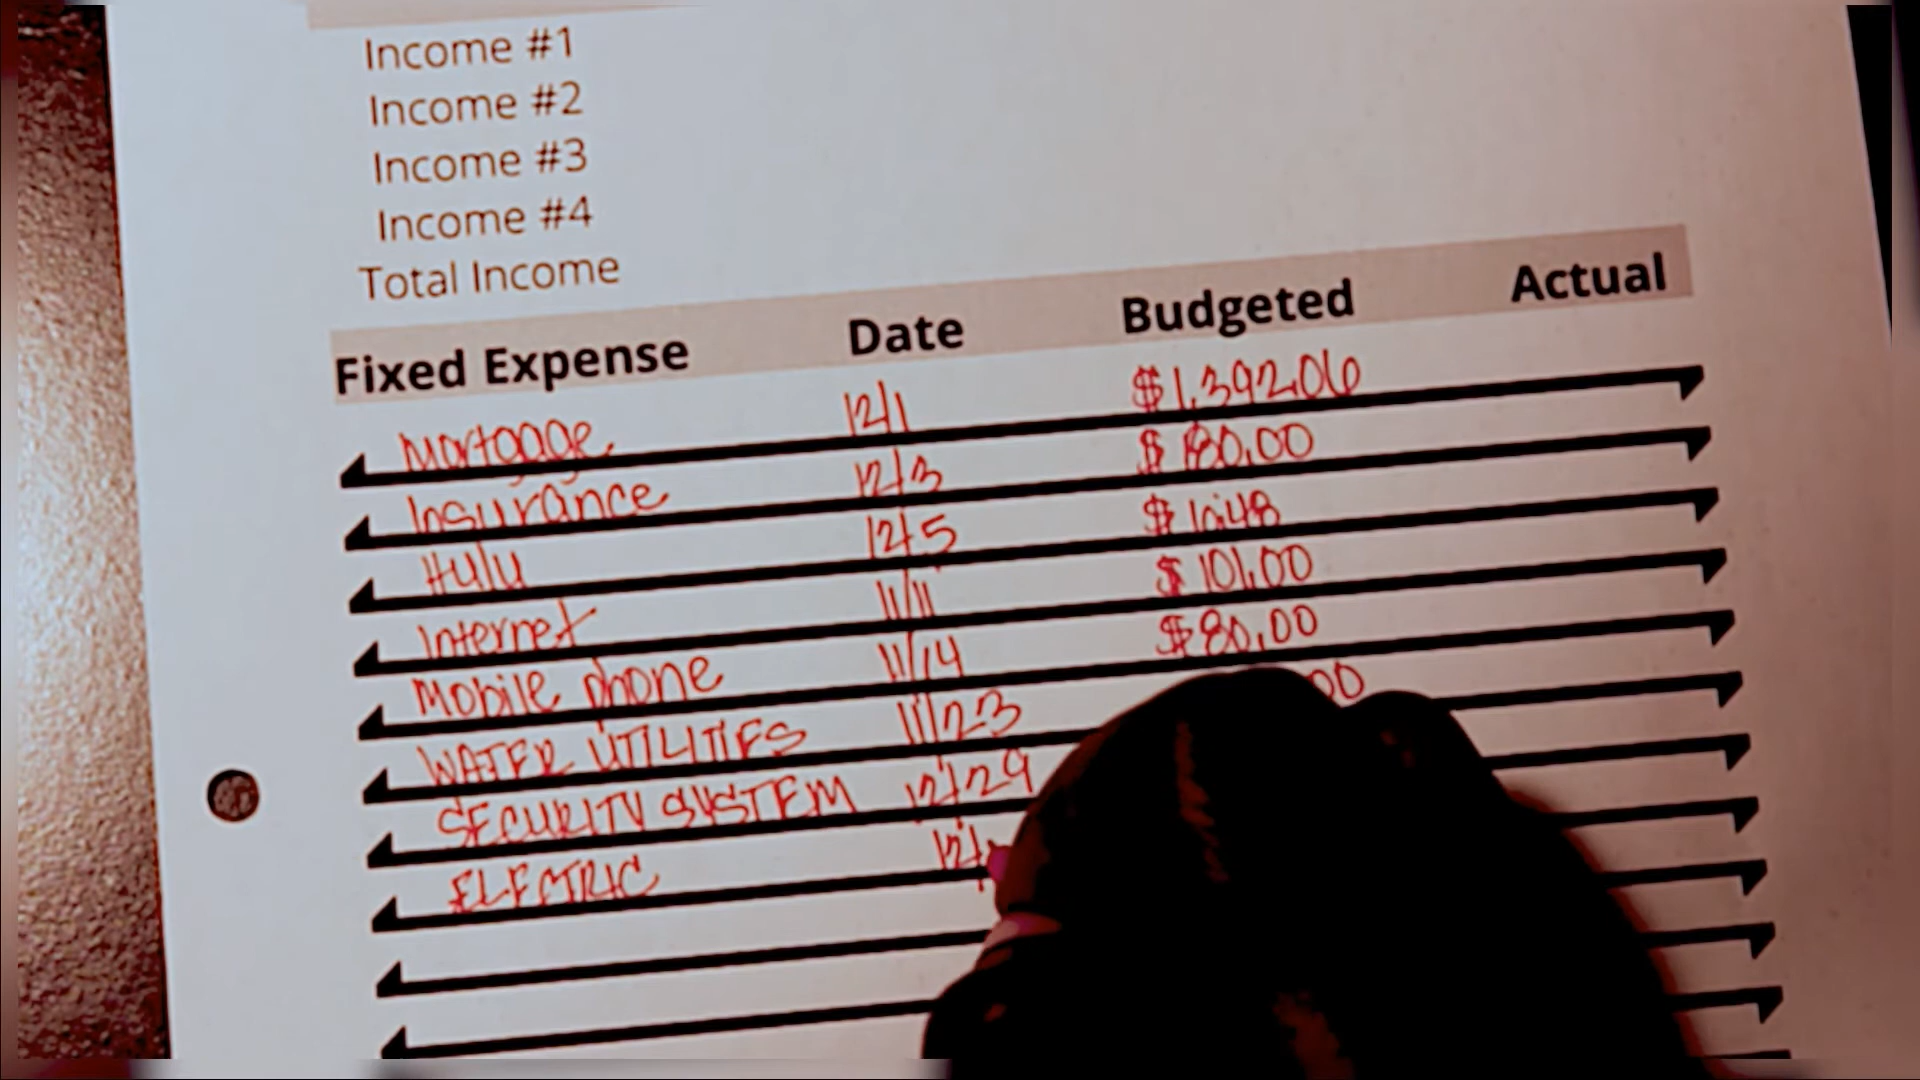 Income #1
Income #2
Income #3
Income #4
Total Income
Fixed Expense Date Budgeted Actual
Mortgage 12/1 $1,392.06
Insurance 12/3 $180.00
Hulu 12/5
Internet 11/11 $101.00
Mobile phone 11/14 $80.00
WATER UTILITIES 11/23
SECURITY SYSTEM 12/29
ELECTRIC